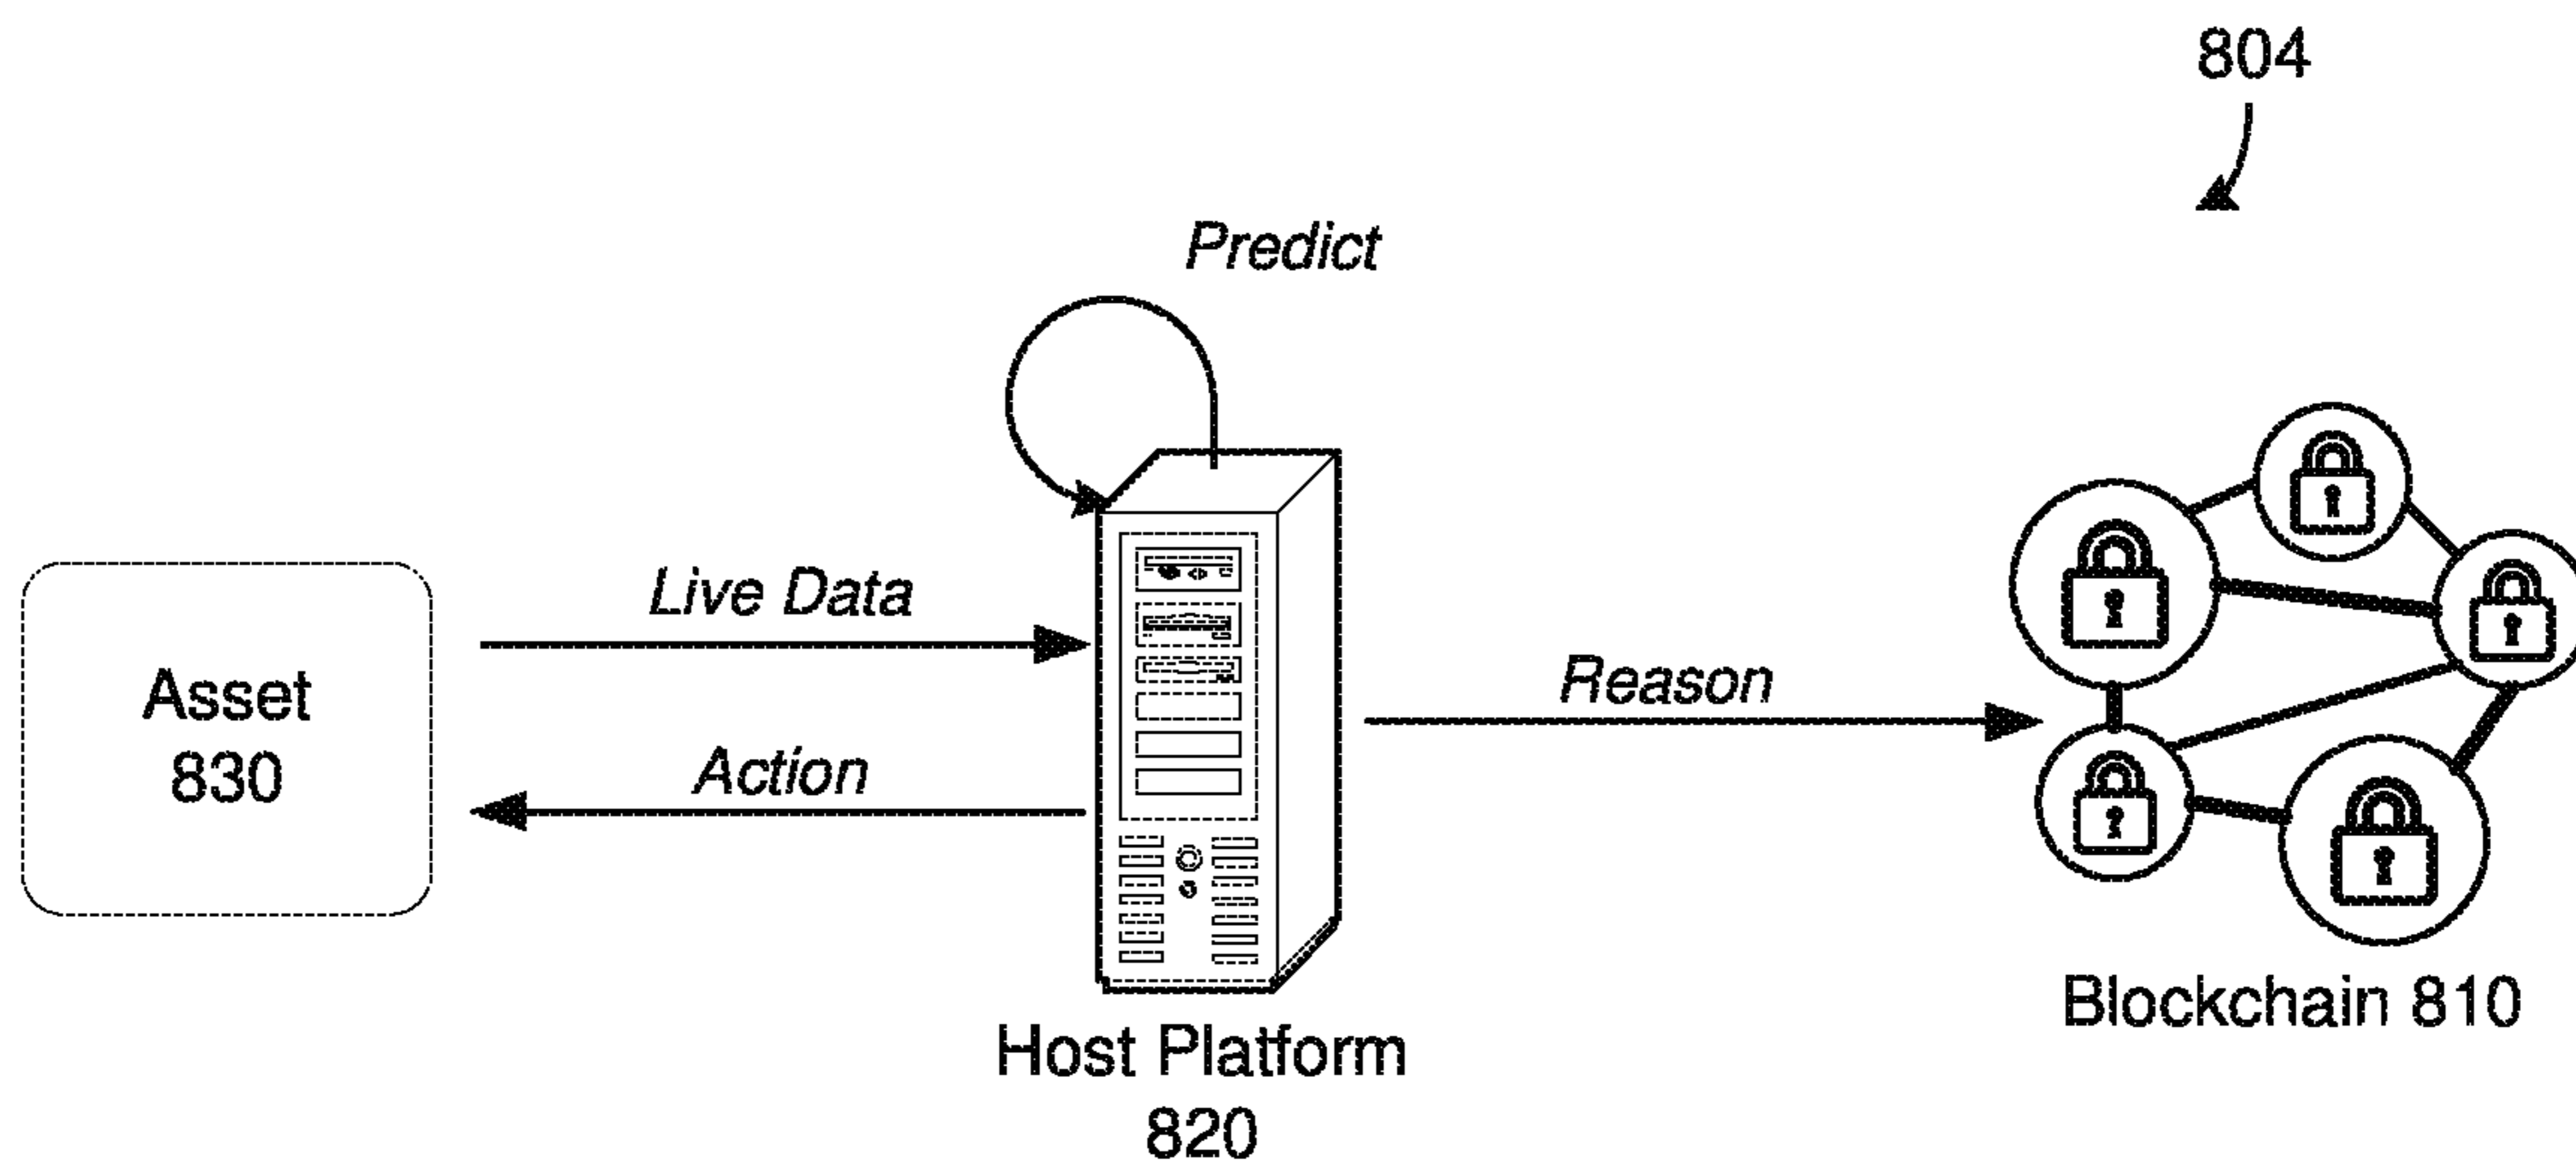 804
Predict
Live Data
Asset
830
Action
Reason
Host Platform
820
Blockchain 810